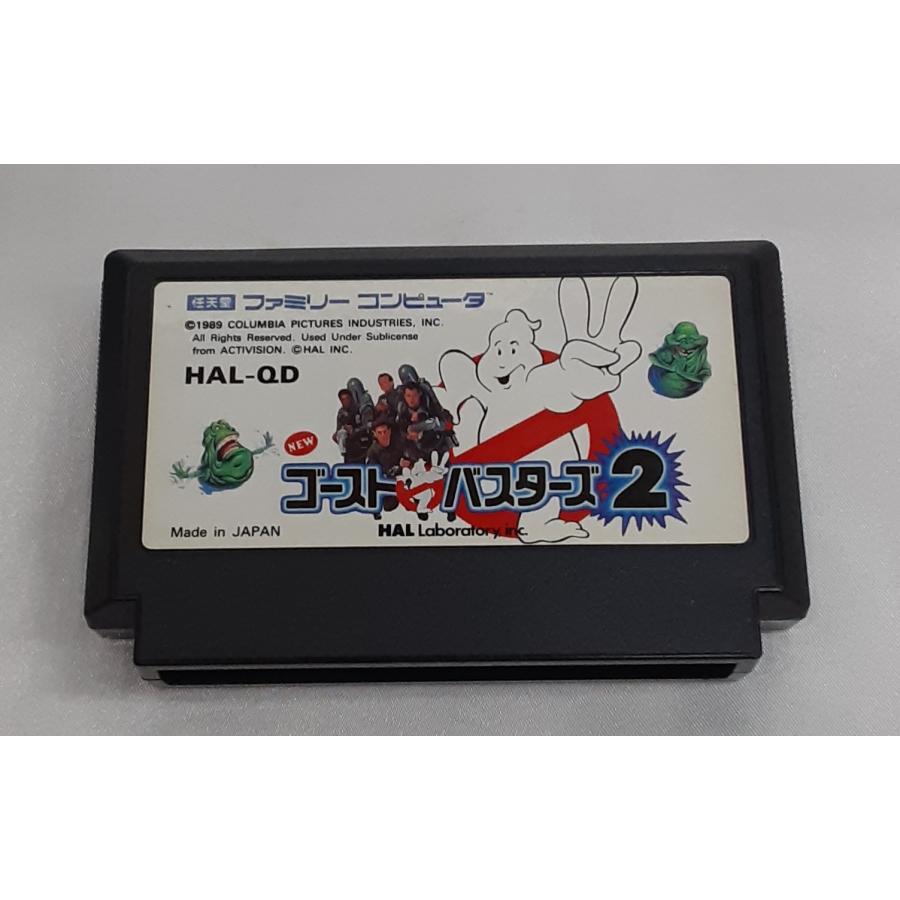 任天堂 ファミリー コンピュータ™
©1989 COLUMBIA PICTURES INDUSTRIES, INC.
All Rights Reserved. Used Under Sublicense
from ACTIVISION. ©HAL INC.
HAL-QD
NEW
ゴーストバスターズ2
Made in JAPAN
HAL Laboratory, inc.